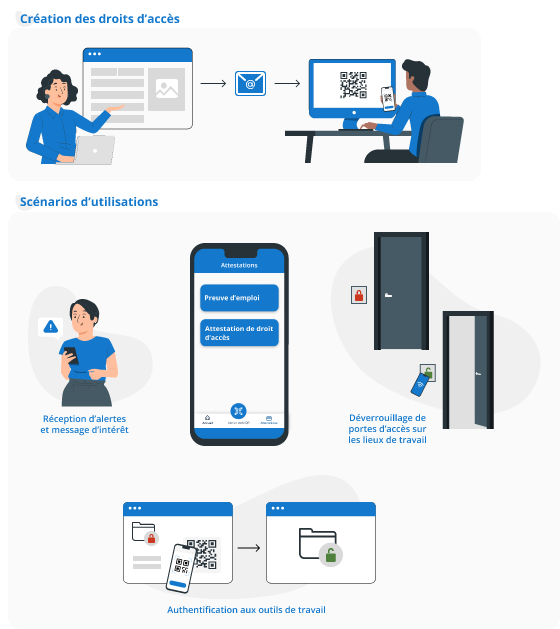 Création des droits d'accès
@
Scénarios d'utilisations
Attestations
Preuve d'emploi
Attestation de droit
d'accès
Accueil
Réception d'alertes
et message d'intérêt
Déverrouillage de
portes d'accès sur
les lieux de travail
Authentification aux outils de travail